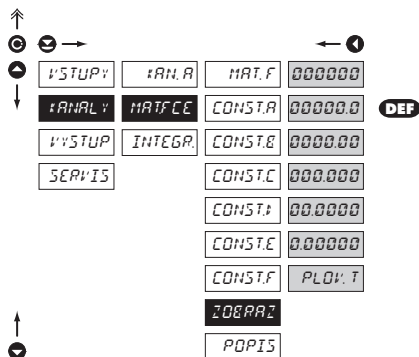 VSTUPY KAN. A MAT. F 000000
KANALY MATFCE CONST.A 00000.0 DEF
VYSTUP INTEGR. CONST.B 0000.00
SERVIS CONST.C 000.000
CONST.D 00.0000
CONST.E 0.00000
CONST.F PLOV. T
ZOBRAZ
POPIS